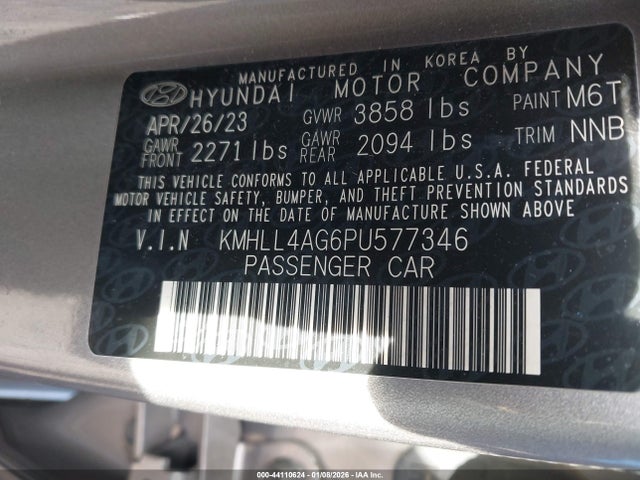 MANUFACTURED IN KOREA BY
HYUNDAI MOTOR COMPANY
APR/26/23 GVWR 3858 lbs PAINT M6T
GAWR FRONT 2271 lbs GAWR REAR 2094 lbs TRIM NNB
THIS VEHICLE CONFORMS TO ALL APPLICABLE U.S.A. FEDERAL
MOTOR VEHICLE SAFETY, BUMPER, AND THEFT PREVENTION STANDARDS
IN EFFECT ON THE DATE OF MANUFACTURE SHOWN ABOVE
V.I.N KMHLL4AG6PU577346
PASSENGER CAR
000-44110624 - 01/08/2026 - IAA Inc.